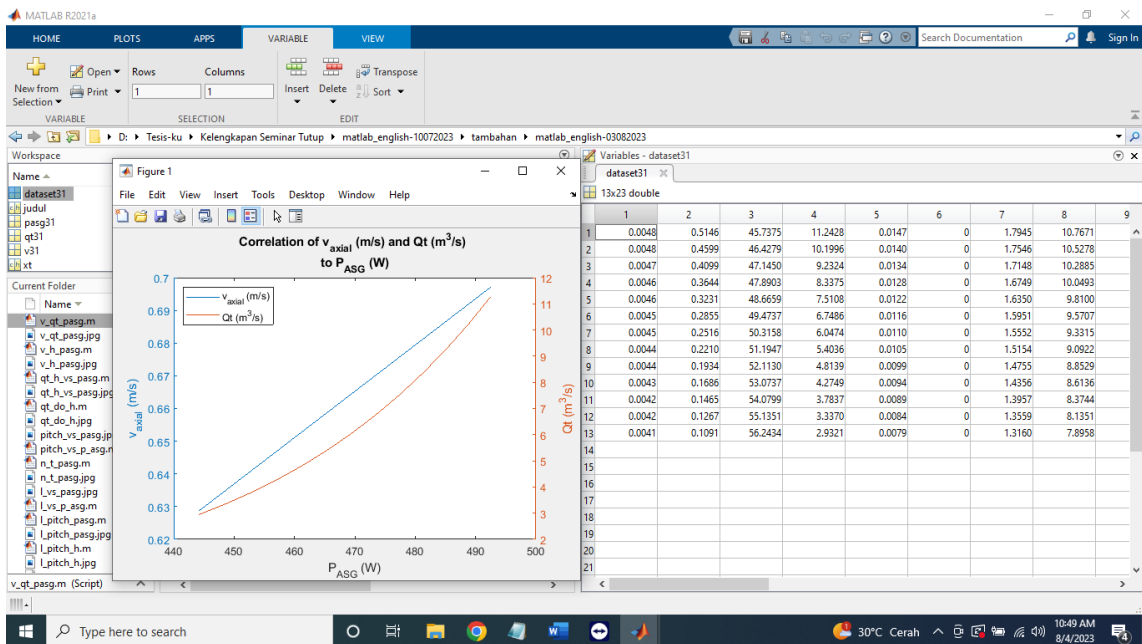 MATLAB R2021a
HOME PLOTS APPS VARIABLE VIEW
Search Documentation Sign In
New from Selection Open Print
Rows Columns
1 1
Insert Delete Transpose Sort
VARIABLE SELECTION EDIT
D: Tesis-ku Kelengkapan Seminar Tutup matlab_english-10072023 tambahan matlab_english-03082023
Workspace
Name
dataset31
judul
pasg31
qt31
v31
xt
Current Folder
Name
v_qt_pasg.m
v_qt_pasg.jpg
v_h_pasg.m
v_h_pasg.jpg
qt_h_vs_pasg.m
qt_h_vs_pasg.jpg
qt_do_h.m
qt_do_h.jpg
pitch_vs_pasg.jp
pitch_vs_p_asg.n
n_t_pasg.m
n_t_pasg.jpg
l_vs_pasg.jpg
l_vs_p_asg.m
l_pitch_pasg.m
l_pitch_pasg.jpg
l_pitch_h.m
l_pitch_h.jpg
v_qt_pasg.m (Script)
Figure 1
File Edit View Insert Tools Desktop Window Help
Correlation of v_axial (m/s) and Qt (m³/s)
to P_ASG (W)
v_axial (m/s)
Qt (m³/s)
0.7
0.69
0.68
0.67
0.66
0.65
0.64
0.63
0.62
v_axial (m/s)
12
11
10
9
8
7
6
5
4
3
2
Qt (m³/s)
440 450 460 470 480 490 500
P_ASG (W)
Variables - dataset31
dataset31
13x23 double
1 2 3 4 5 6 7 8 9
1 0.0048 0.5146 45.7375 11.2428 0.0147 0 1.7945 10.7671
2 0.0048 0.4599 46.4279 10.1996 0.0140 0 1.7546 10.5278
3 0.0047 0.4099 47.1450 9.2324 0.0134 0 1.7148 10.2885
4 0.0046 0.3644 47.8903 8.3375 0.0128 0 1.6749 10.0493
5 0.0046 0.3231 48.6659 7.5108 0.0122 0 1.6350 9.8100
6 0.0045 0.2855 49.4737 6.7486 0.0116 0 1.5951 9.5707
7 0.0045 0.2516 50.3158 6.0474 0.0110 0 1.5552 9.3315
8 0.0044 0.2210 51.1947 5.4036 0.0105 0 1.5154 9.0922
9 0.0044 0.1934 52.1130 4.8139 0.0099 0 1.4755 8.8529
10 0.0043 0.1686 53.0737 4.2749 0.0094 0 1.4356 8.6136
11 0.0042 0.1465 54.0799 3.7837 0.0089 0 1.3957 8.3744
12 0.0042 0.1267 55.1351 3.3370 0.0084 0 1.3559 8.1351
13 0.0041 0.1091 56.2434 2.9321 0.0079 0 1.3160 7.8958
14
15
16
17
18
19
20
21
Type here to search
30°C Cerah
10:49 AM
8/4/2023